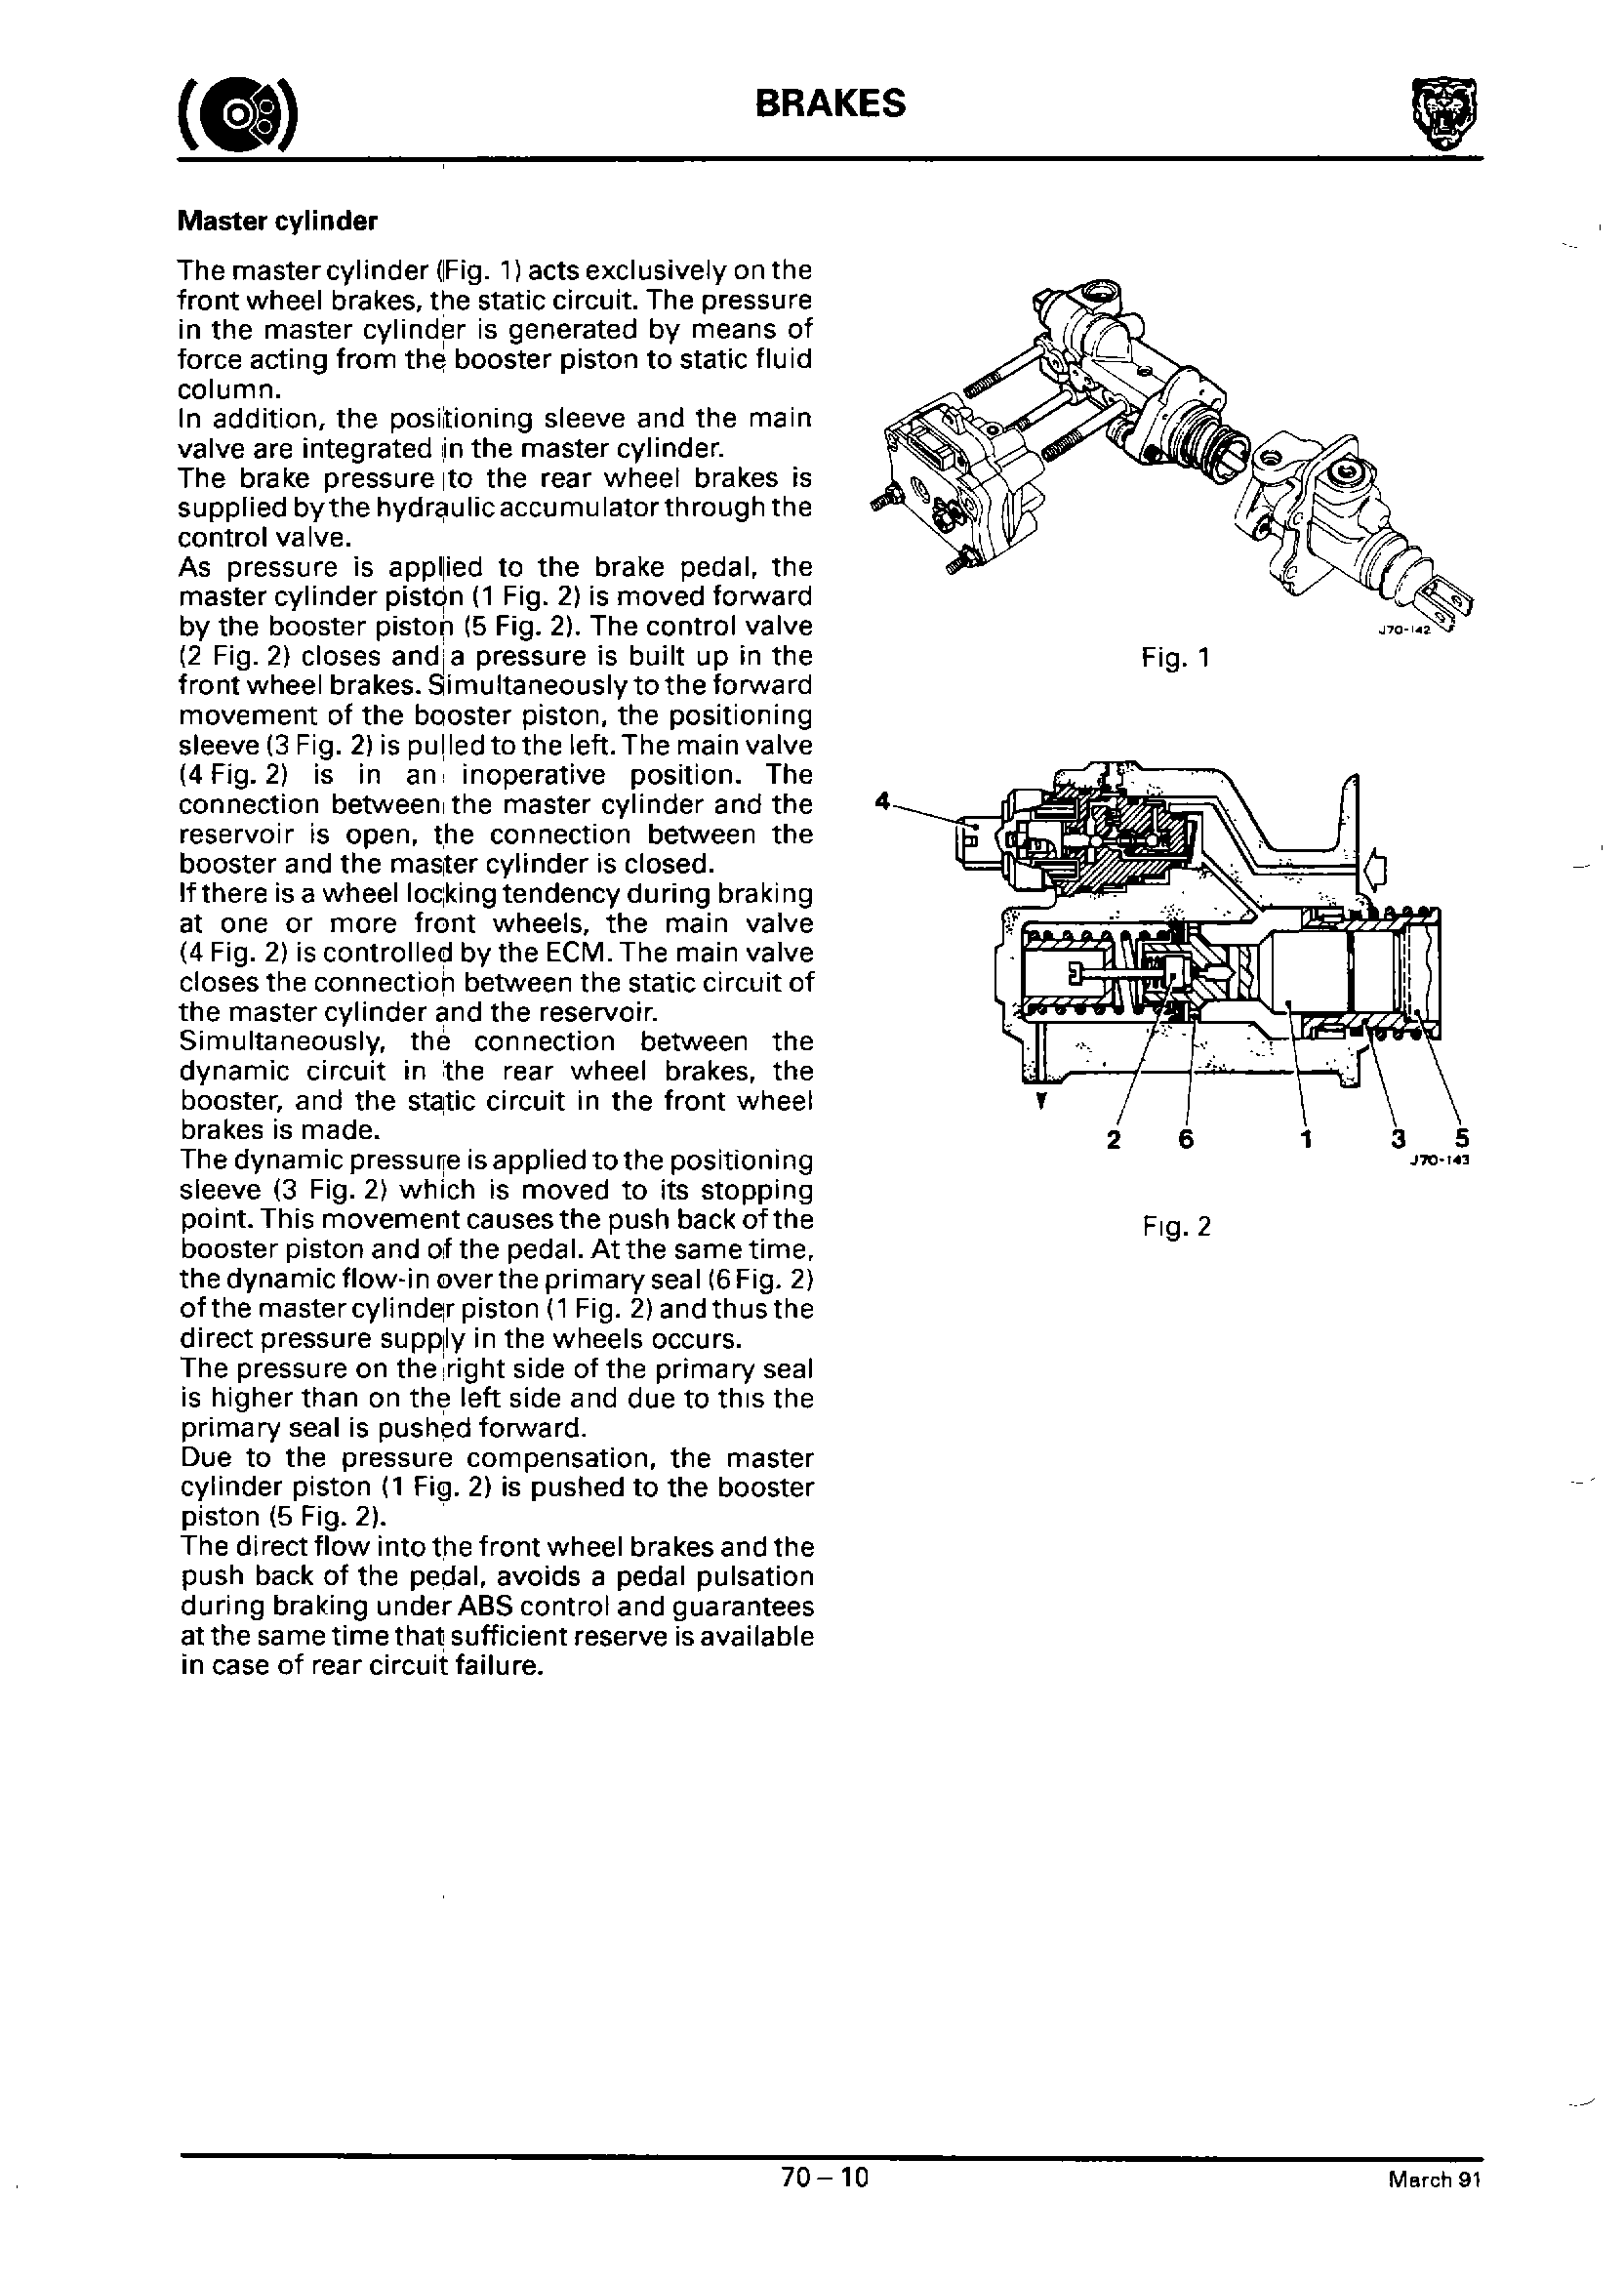 BRAKES
Master cylinder
The master cylinder (Fig. 1) acts exclusively on the
front wheel brakes, the static circuit. The pressure
in the master cylinder is generated by means of
force acting from the booster piston to static fluid
column.
In addition, the positioning sleeve and the main
valve are integrated in the master cylinder.
The brake pressure to the rear wheel brakes is
supplied by the hydraulic accumulator through the
control valve.
As pressure is applied to the brake pedal, the
master cylinder piston (1 Fig. 2) is moved forward
by the booster piston (5 Fig. 2). The control valve
(2 Fig. 2) closes and a pressure is built up in the
front wheel brakes. Simultaneously to the forward
movement of the booster piston, the positioning
sleeve (3 Fig. 2) is pulled to the left. The main valve
(4 Fig. 2) is in an inoperative position. The
connection between the master cylinder and the
reservoir is open, the connection between the
booster and the master cylinder is closed.
If there is a wheel locking tendency during braking
at one or more front wheels, the main valve
(4 Fig. 2) is controlled by the ECM. The main valve
closes the connection between the static circuit of
the master cylinder and the reservoir.
Simultaneously, the connection between the
dynamic circuit in the rear wheel brakes, the
booster, and the static circuit in the front wheel
brakes is made.
The dynamic pressure is applied to the positioning
sleeve (3 Fig. 2) which is moved to its stopping
point. This movement causes the push back of the
booster piston and of the pedal. At the same time,
the dynamic flow-in over the primary seal (6 Fig. 2)
of the master cylinder piston (1 Fig. 2) and thus the
direct pressure supply in the wheels occurs.
The pressure on the right side of the primary seal
is higher than on the left side and due to this the
primary seal is pushed forward.
Due to the pressure compensation, the master
cylinder piston (1 Fig. 2) is pushed to the booster
piston (5 Fig. 2).
The direct flow into the front wheel brakes and the
push back of the pedal, avoids a pedal pulsation
during braking under ABS control and guarantees
at the same time that sufficient reserve is available
in case of rear circuit failure.
J70-142
Fig. 1
4
2 6 1 3 5
J70-143
Fig. 2
70 – 10
March 91